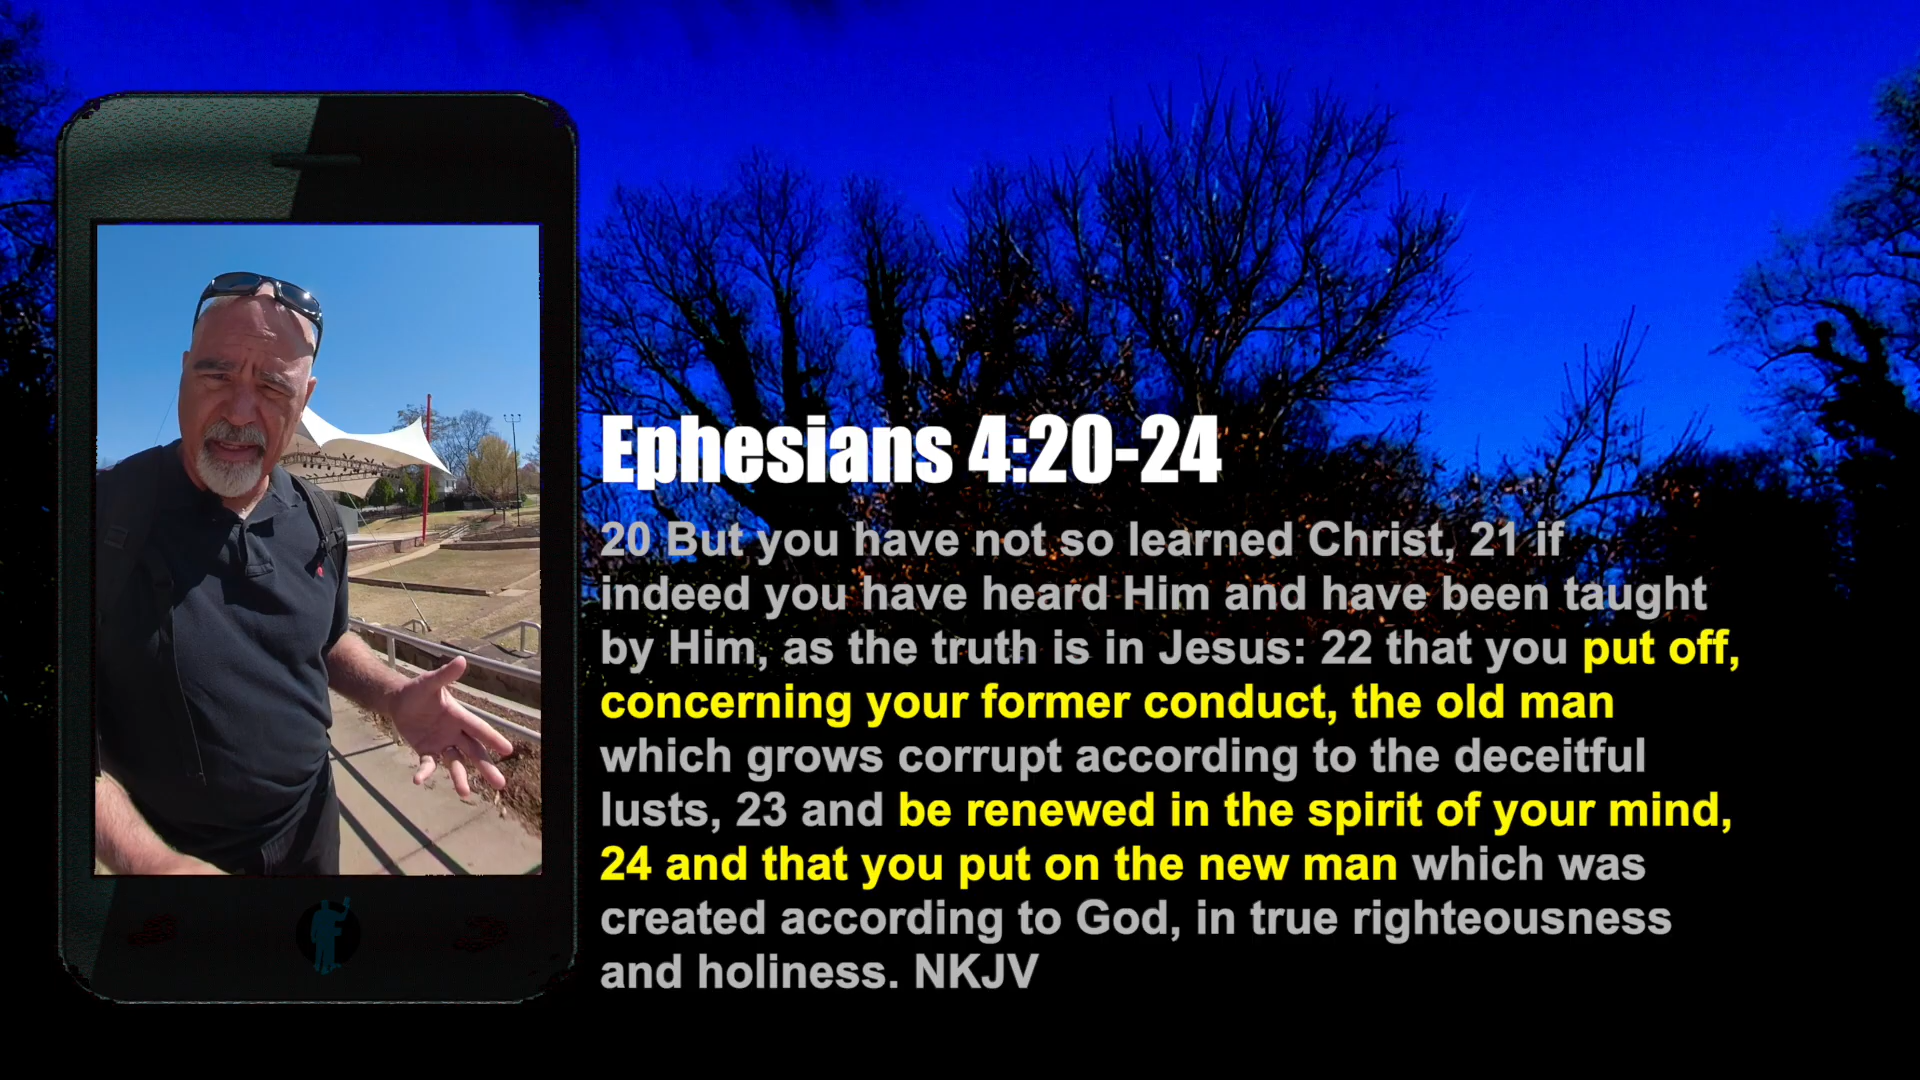 Ephesians 4:20-24
20 But you have not so learned Christ, 21 if
indeed you have heard Him and have been taught
by Him, as the truth is in Jesus: 22 that you put off,
concerning your former conduct, the old man
which grows corrupt according to the deceitful
lusts, 23 and be renewed in the spirit of your mind,
24 and that you put on the new man which was
created according to God, in true righteousness
and holiness. NKJV